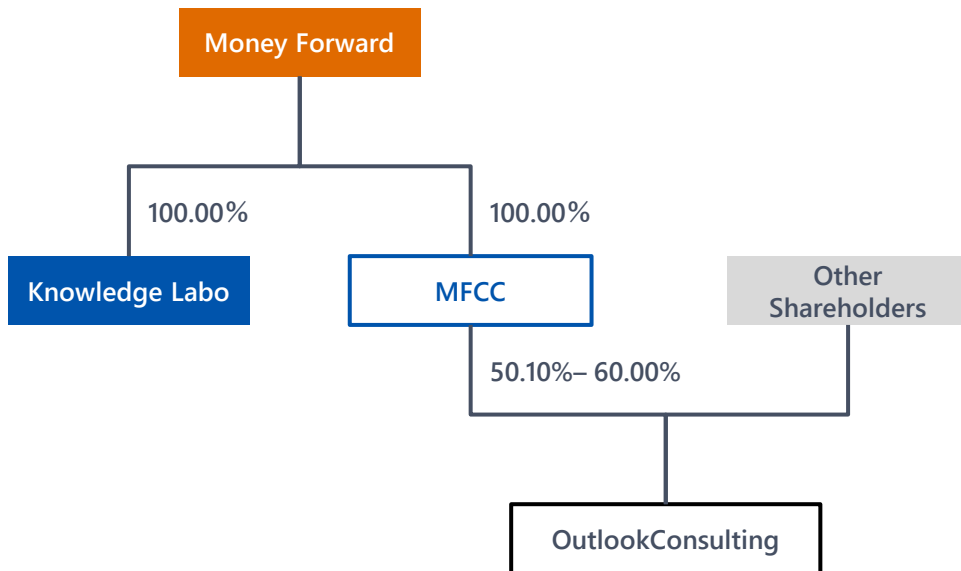 Money Forward
100.00%
100.00%
Knowledge Labo
MFCC
Other
Shareholders
50.10%– 60.00%
OutlookConsulting